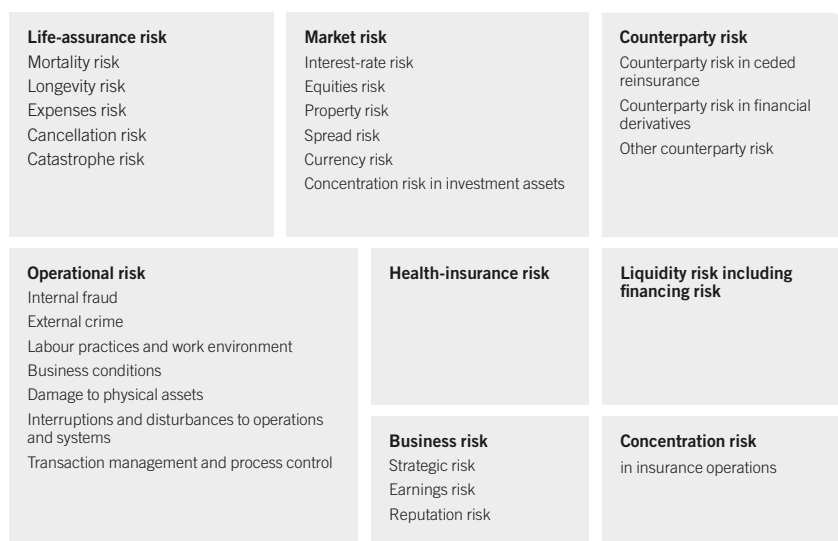 Life-assurance risk
Mortality risk
Longevity risk
Expenses risk
Cancellation risk
Catastrophe risk
Market risk
Interest-rate risk
Equities risk
Property risk
Spread risk
Currency risk
Concentration risk in investment assets
Counterparty risk
Counterparty risk in ceded
reinsurance
Counterparty risk in financial
derivatives
Other counterparty risk
Operational risk
Internal fraud
External crime
Labour practices and work environment
Business conditions
Damage to physical assets
Interruptions and disturbances to operations
and systems
Transaction management and process control
Health-insurance risk
Liquidity risk including
financing risk
Business risk
Strategic risk
Earnings risk
Reputation risk
Concentration risk
in insurance operations